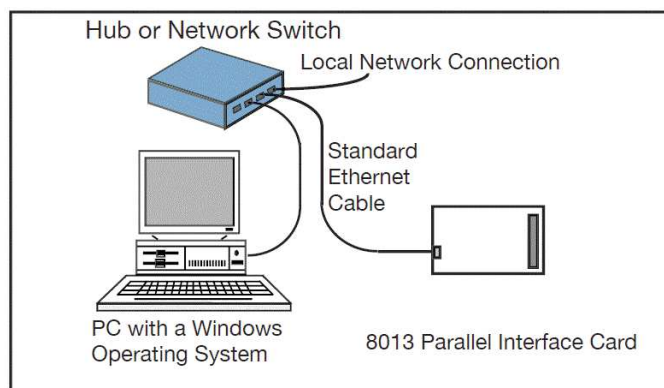 Hub or Network Switch
Local Network Connection
Standard
Ethernet
Cable
PC with a Windows
Operating System
8013 Parallel Interface Card